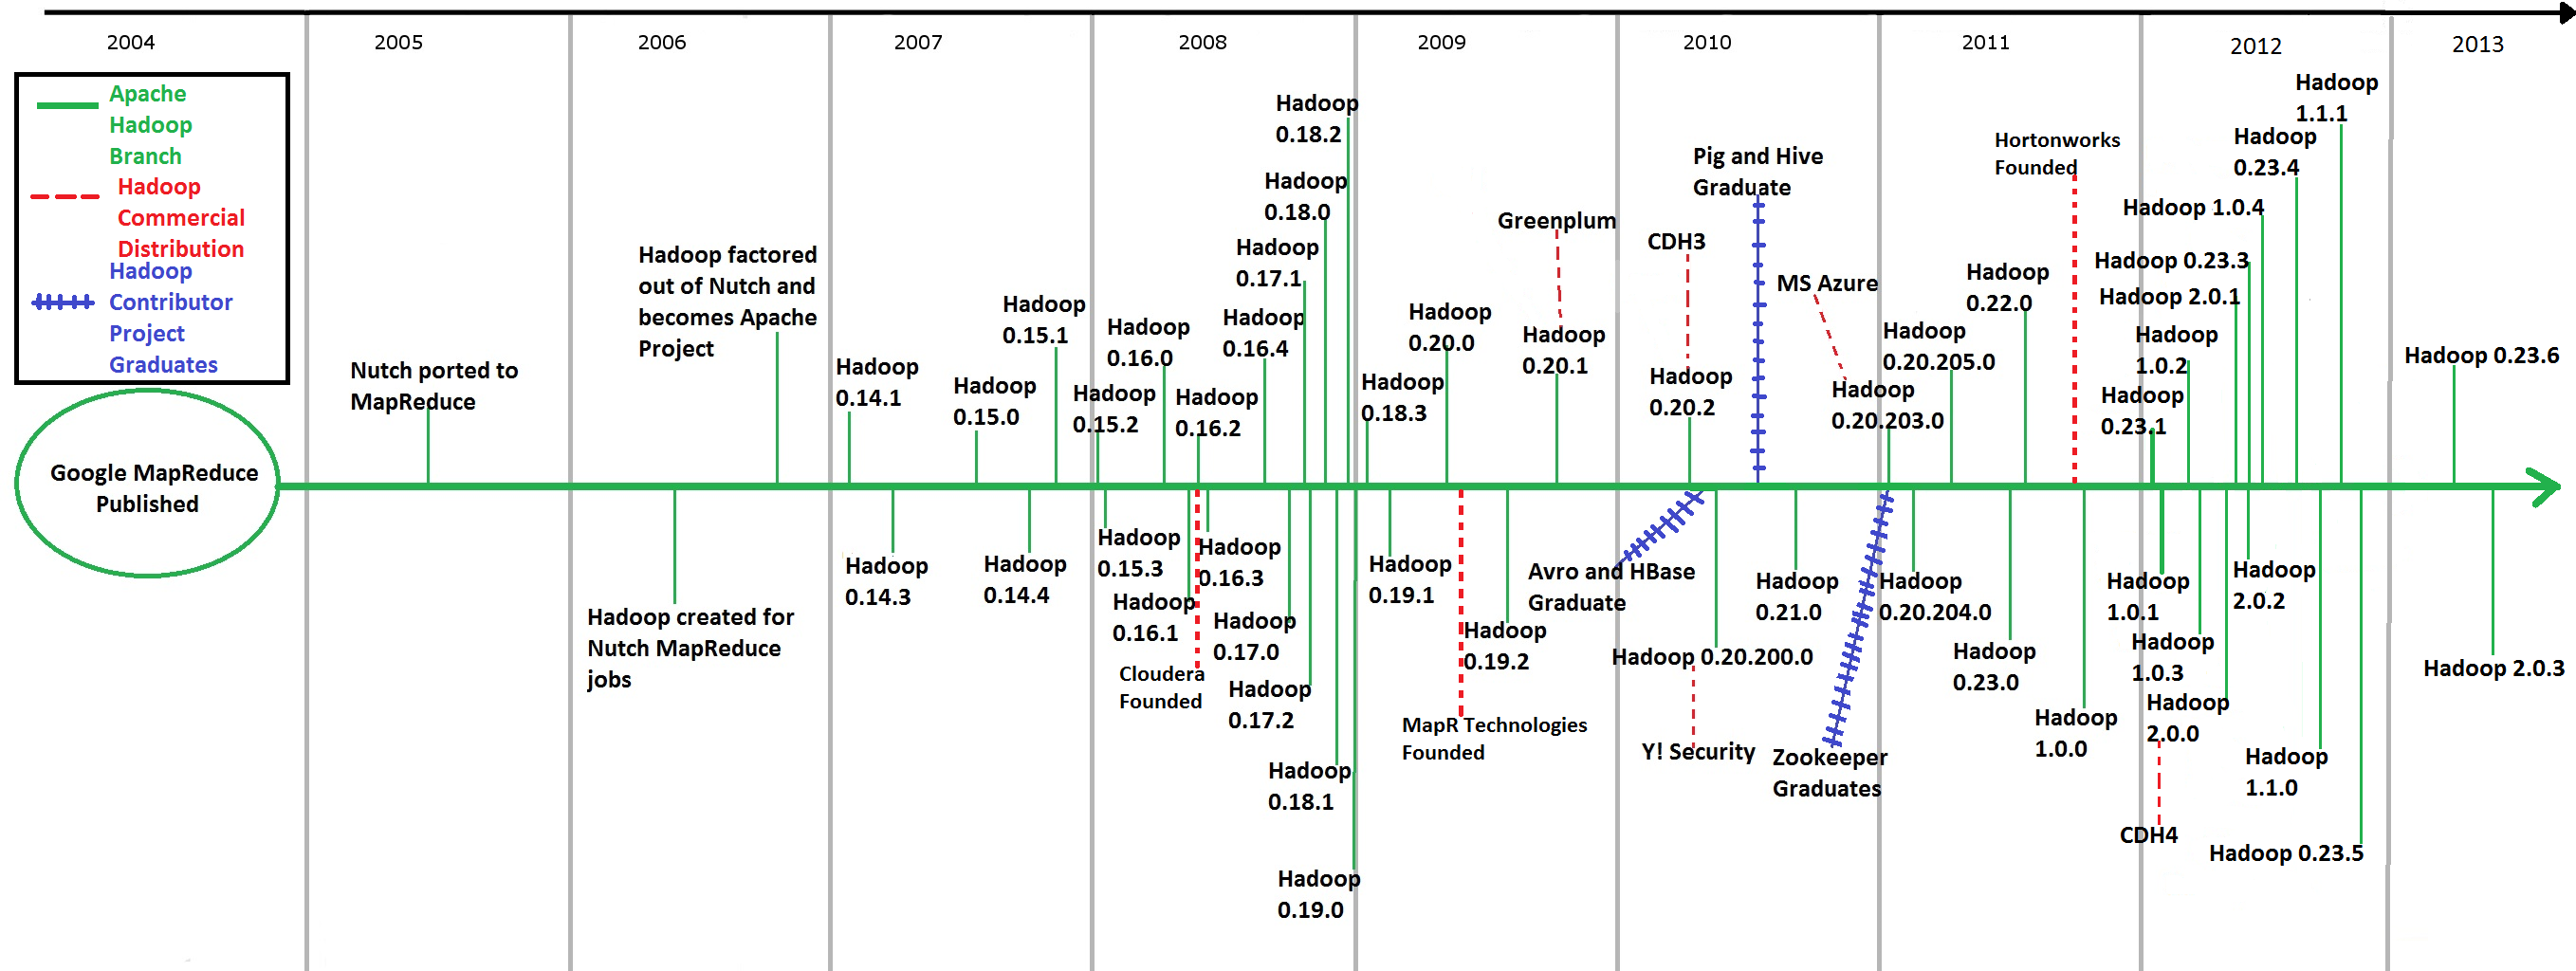 2004
2005
2006
2007
2008
2009
2010
2011
2012
2013
Apache
Hadoop
Branch
Hadoop
Commercial
Distribution
Hadoop
Contributor
Project
Graduates
Google MapReduce
Published
Nutch ported to
MapReduce
Hadoop created for
Nutch MapReduce
jobs
Hadoop factored
out of Nutch and
becomes Apache
Project
Hadoop
0.14.1
Hadoop
0.14.3
Hadoop
0.15.0
Hadoop
0.14.4
Hadoop
0.15.1
Hadoop
0.15.2
Hadoop
0.15.3
Hadoop
0.16.0
Hadoop
0.16.1
Hadoop
0.16.2
Cloudera
Founded
Hadoop
0.16.3
Hadoop
0.16.4
Hadoop
0.17.0
Hadoop
0.17.1
Hadoop
0.17.2
Hadoop
0.18.0
Hadoop
0.18.1
Hadoop
0.18.2
Hadoop
0.19.0
Hadoop
0.18.3
Hadoop
0.19.1
Hadoop
0.20.0
MapR Technologies
Founded
Hadoop
0.19.2
Greenplum
Hadoop
0.20.1
Avro and HBase
Graduate
CDH3
Hadoop
0.20.2
Hadoop 0.20.200.0
Y! Security
Pig and Hive
Graduate
Hadoop
0.21.0
MS Azure
Hadoop
0.20.203.0
Zookeeper
Graduates
Hadoop
0.20.204.0
Hadoop
0.20.205.0
Hadoop
0.23.0
Hadoop
0.22.0
Hortonworks
Founded
Hadoop
1.0.0
Hadoop
0.23.1
Hadoop
1.0.1
Hadoop
1.0.2
Hadoop
1.0.3
Hadoop
2.0.0
CDH4
Hadoop 2.0.1
Hadoop 0.23.3
Hadoop
2.0.2
Hadoop 1.0.4
Hadoop
0.23.4
Hadoop
1.1.0
Hadoop
1.1.1
Hadoop 0.23.5
Hadoop 0.23.6
Hadoop 2.0.3